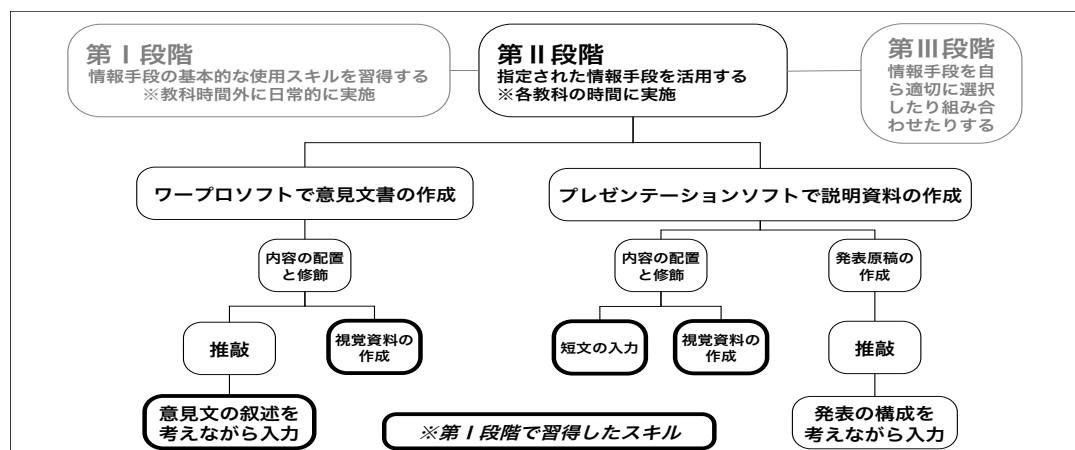 第Ⅰ段階
情報手段の基本的な使用スキルを習得する
※教科時間外に日常的に実施
第Ⅱ段階
指定された情報手段を活用する
※各教科の時間に実施
第Ⅲ段階
情報手段を自
ら適切に選択
したり組み合
わせたりする
ワープロソフトで意見文書の作成
プレゼンテーションソフトで説明資料の作成
内容の配置
と修飾
内容の配置
と修飾
発表原稿の
作成
推敲
視覚資料の
作成
短文の入力
視覚資料の
作成
推敲
意見文の叙述を
考えながら入力
※第Ⅰ段階で習得したスキル
発表の構成を
考えながら入力